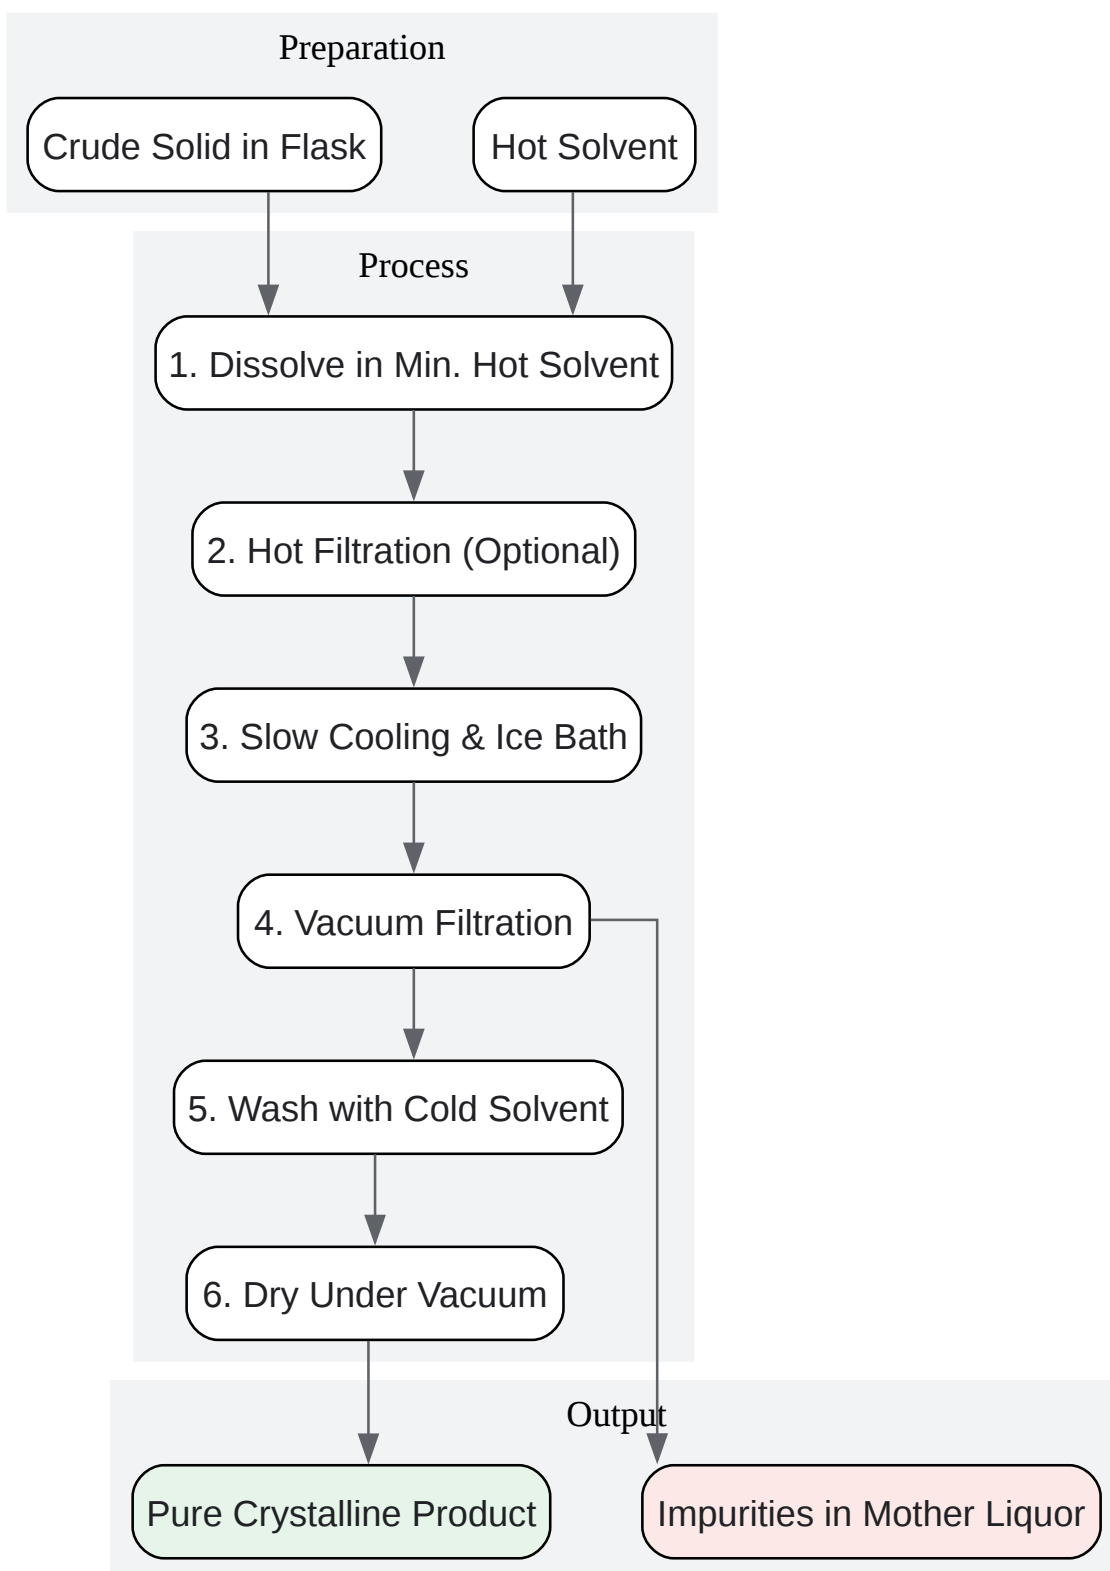 Preparation
Crude Solid in Flask
Hot Solvent
Process
1. Dissolve in Min. Hot Solvent
2. Hot Filtration (Optional)
3. Slow Cooling & Ice Bath
4. Vacuum Filtration
5. Wash with Cold Solvent
6. Dry Under Vacuum
Output
Pure Crystalline Product
Impurities in Mother Liquor